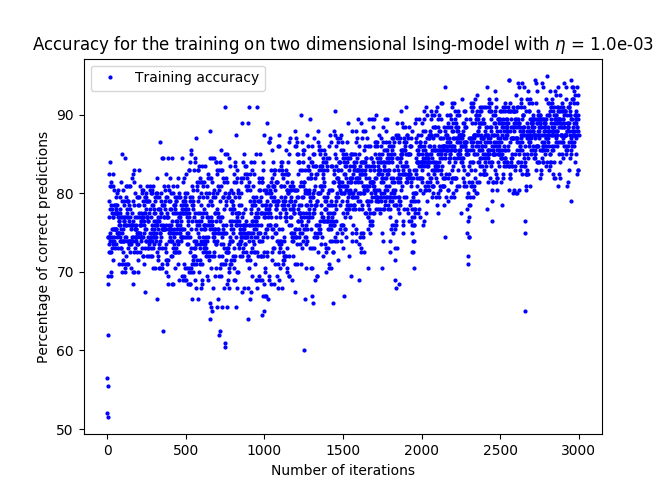 Accuracy for the training on two dimensional Ising-model with η = 1.0e-03
Training accuracy
Percentage of correct predictions
90
80
70
60
50
0 500 1000 1500 2000 2500 3000
Number of iterations